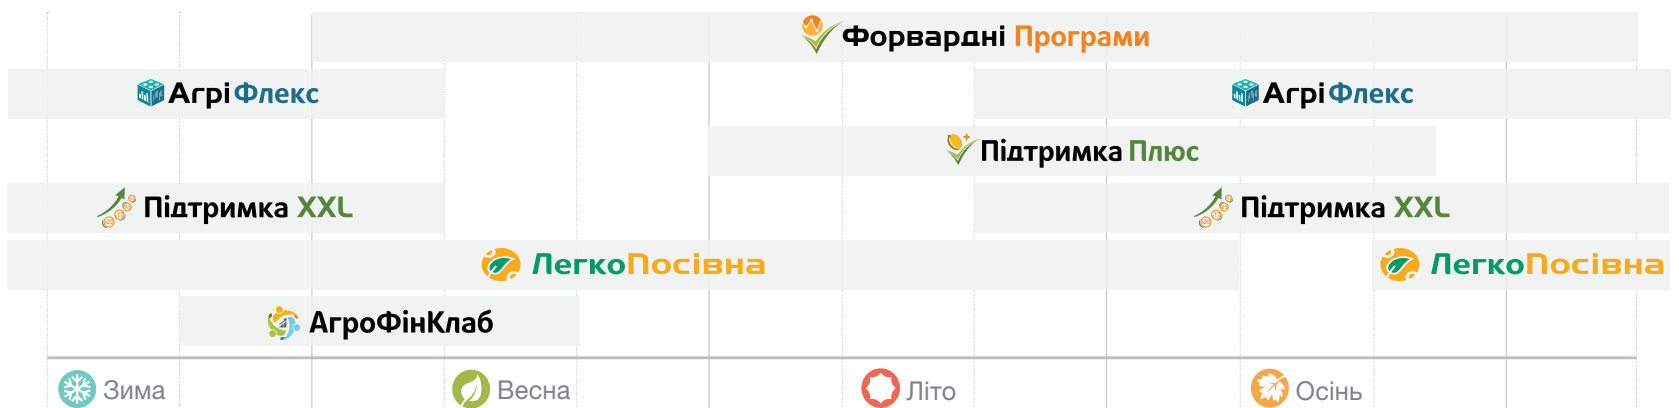 Форвардні Програми
АгріФлекс АгріФлекс
Підтримка Плюс
Підтримка XXL Підтримка XXL
ЛегкоПосівна ЛегкоПосівна
АгроФінКлаб
Зима Весна Літо Осінь